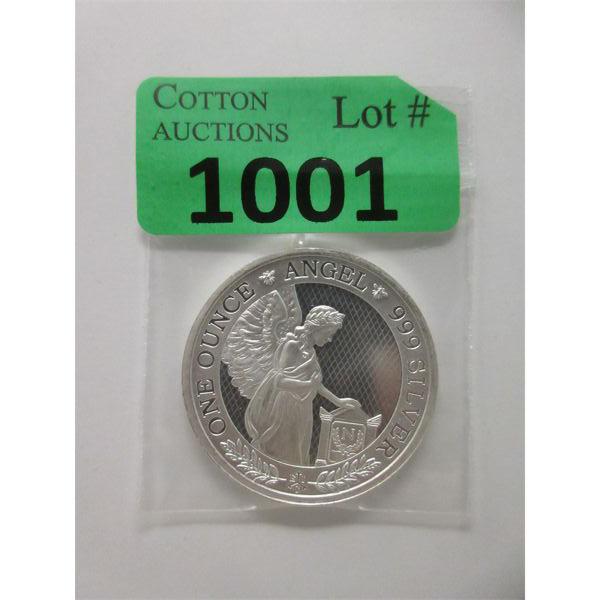 COTTON
AUCTIONS
Lot #
1001
ONE OUNCE ANGEL 999 SILVER
N